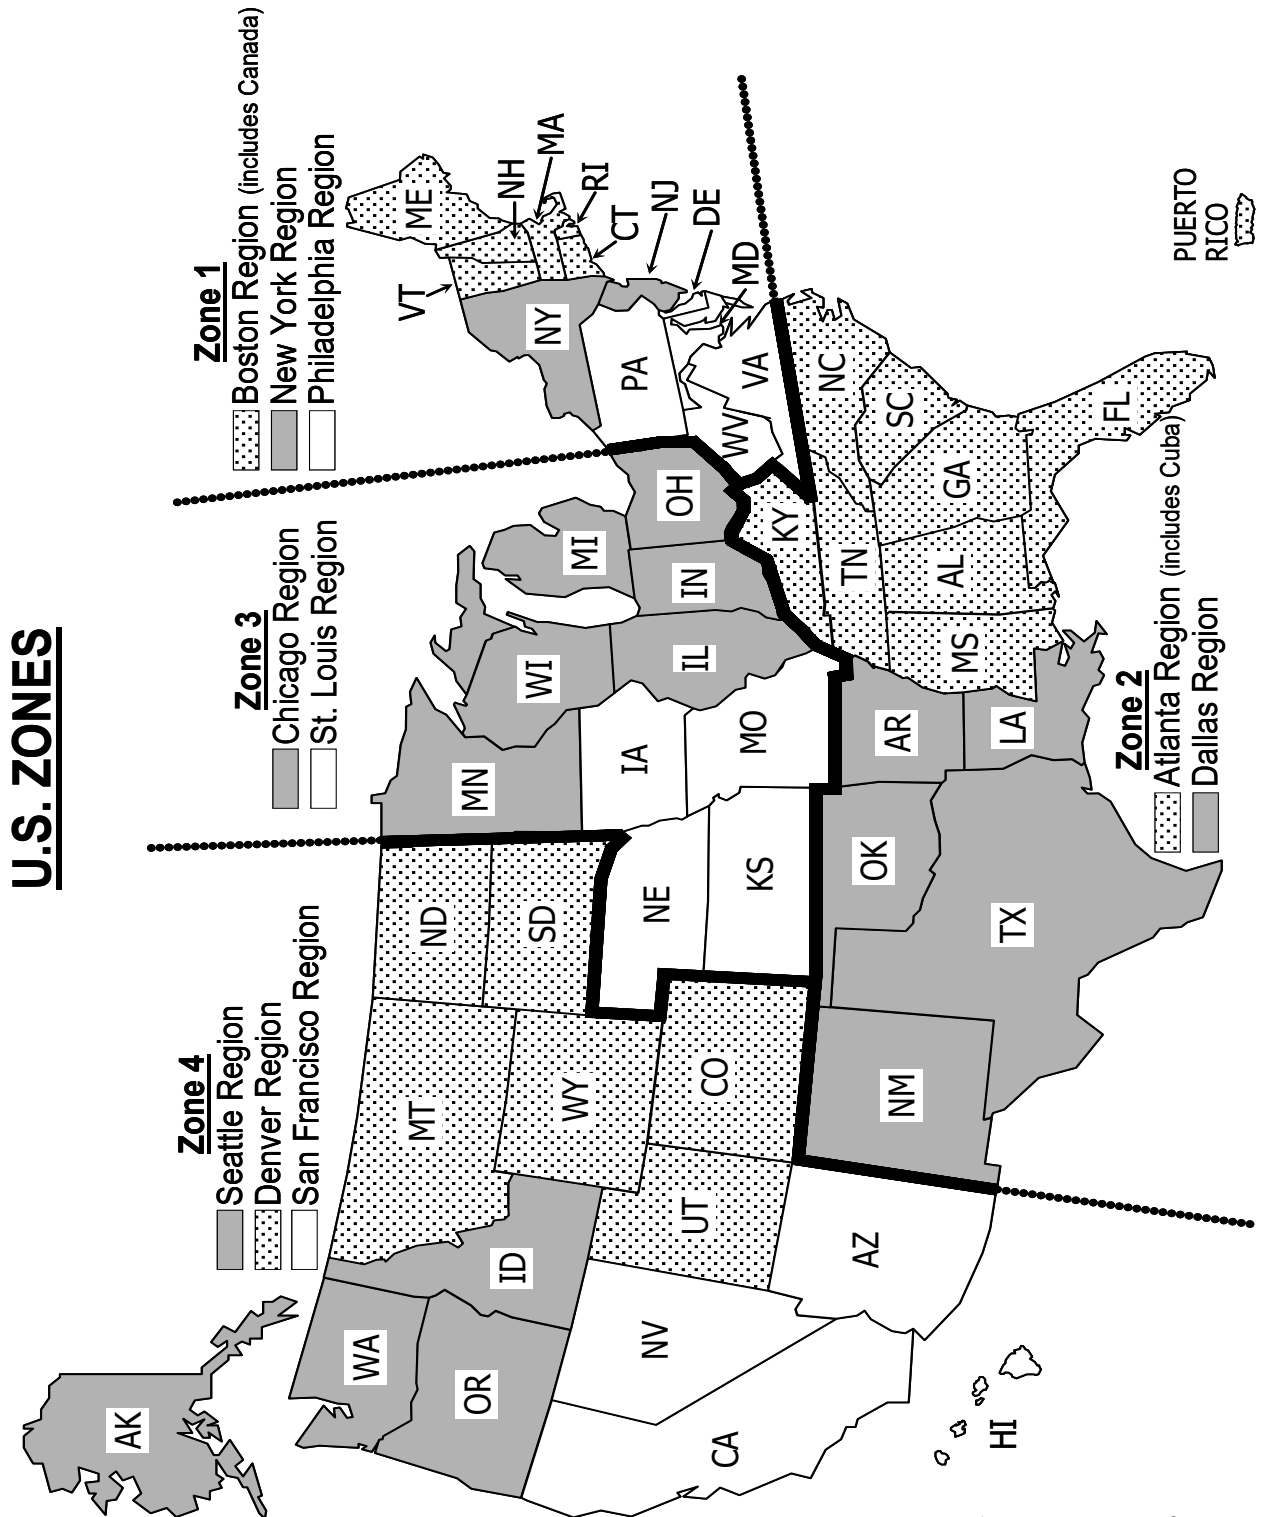 U.S. ZONES
Zone 4
Seattle Region
Denver Region
San Francisco Region
Zone 3
Chicago Region
St. Louis Region
Zone 1
Boston Region (includes Canada)
New York Region
Philadelphia Region
AK
WA
OR
ID
MT
ND
SD
WY
NV
UT
CO
CA
AZ
NM
HI
MN
WI
MI
IA
NE
KS
MO
IL
IN
OH
ME
VT
NH
MA
RI
CT
NY
NJ
PA
DE
MD
WV
VA
KY
TN
NC
SC
GA
AL
MS
FL
AR
LA
OK
TX
PUERTO
RICO
Zone 2
Atlanta Region (includes Cuba)
Dallas Region